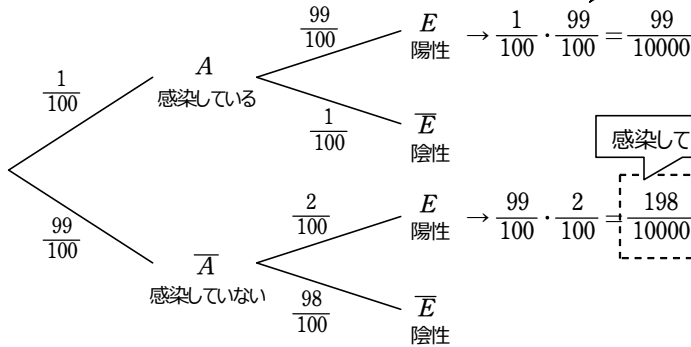 99/100
E
陽性
→ 1/100 · 99/100 = 99/10000
1/100
A
感染している
1/100
E̅
陰性
感染して
99/100
A̅
感染していない
2/100
E
陽性
→ 99/100 · 2/100 = 198/10000
98/100
E̅
陰性